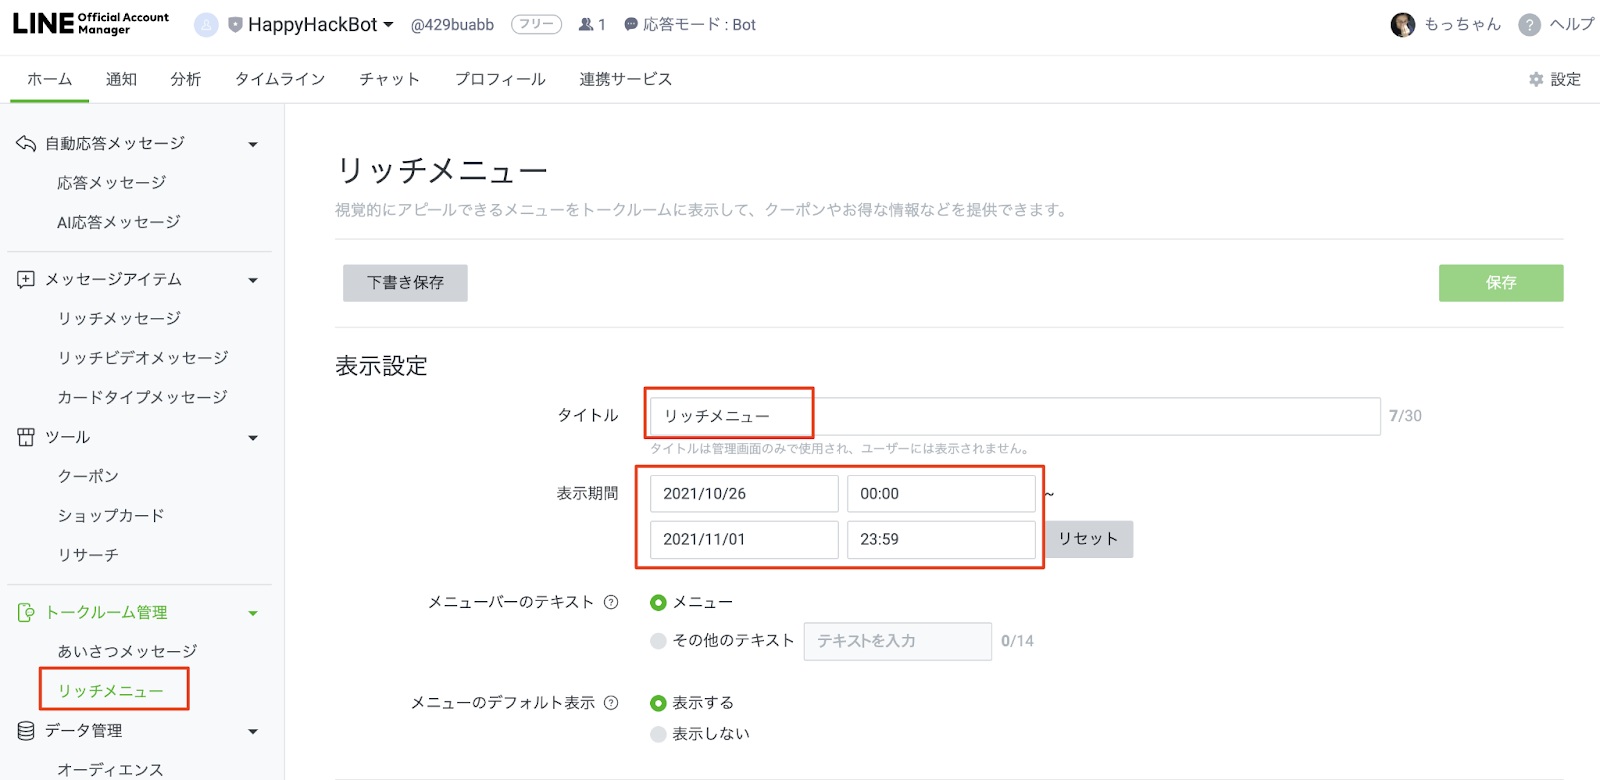 LINE Official Account Manager
HappyHackBot
@429buabb
フリー
1
応答モード : Bot
もっちゃん
? ヘルプ
ホーム
通知
分析
タイムライン
チャット
プロフィール
連携サービス
設定
自動応答メッセージ
応答メッセージ
AI応答メッセージ
メッセージアイテム
リッチメッセージ
リッチビデオメッセージ
カードタイプメッセージ
ツール
クーポン
ショップカード
リサーチ
トークルーム管理
あいさつメッセージ
リッチメニュー
データ管理
オーディエンス
リッチメニュー
視覚的にアピールできるメニューをトークルームに表示して、クーポンやお得な情報などを提供できます。
下書き保存
保存
表示設定
タイトル
リッチメニュー
7/30
タイトルは管理画面のみで使用され、ユーザーには表示されません。
表示期間
2021/10/26
00:00
~
2021/11/01
23:59
リセット
メニューバーのテキスト ?
メニュー
その他のテキスト
テキストを入力
0/14
メニューのデフォルト表示 ?
表示する
表示しない